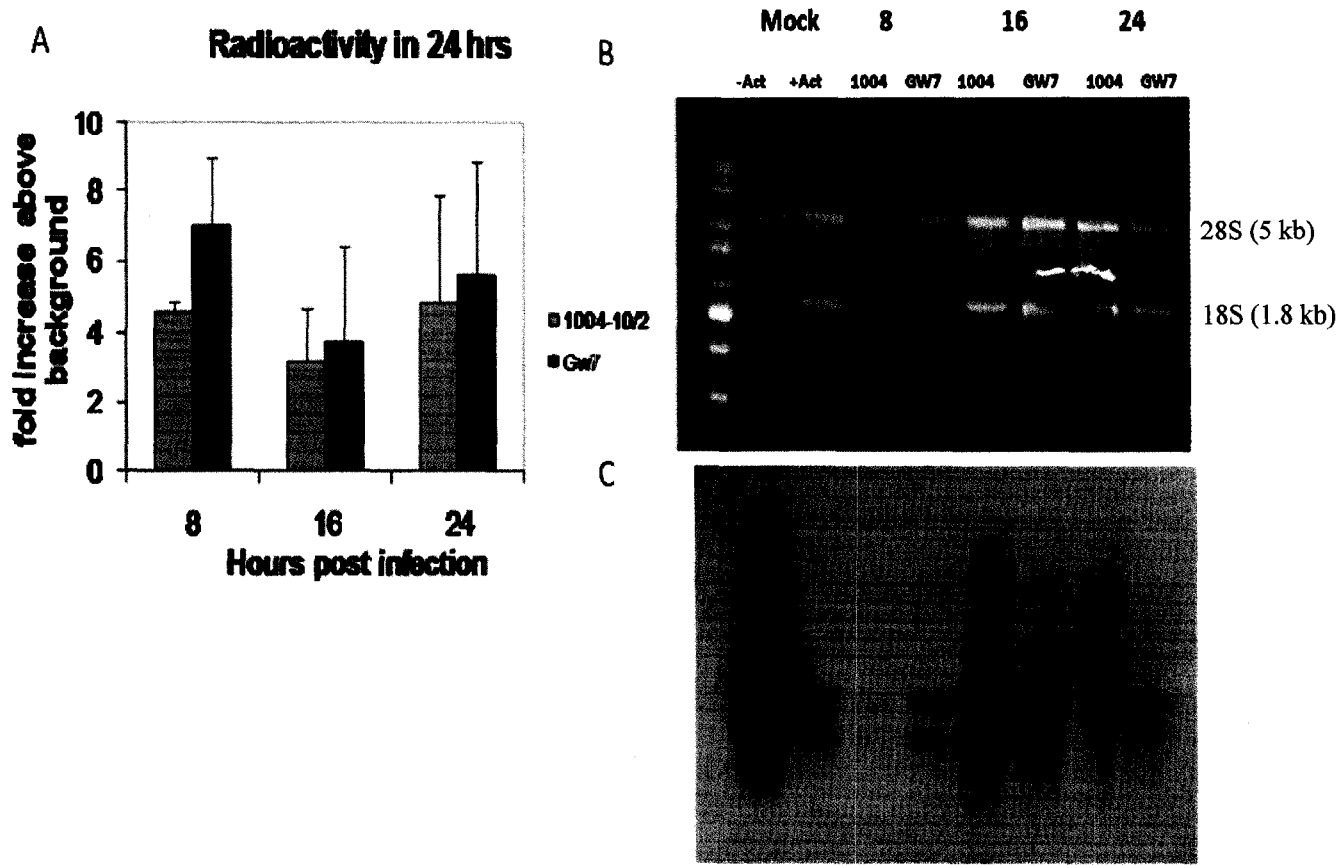 A
Radioactivity in 24 hrs
fold increase above
background
10
8
6
4
2
0
8
16
24
Hours post infection
1004-10/2
Gw7
B
Mock
8
16
24
-Act
+Act
1004
GW7
1004
GW7
1004
GW7
28S (5 kb)
18S (1.8 kb)
C